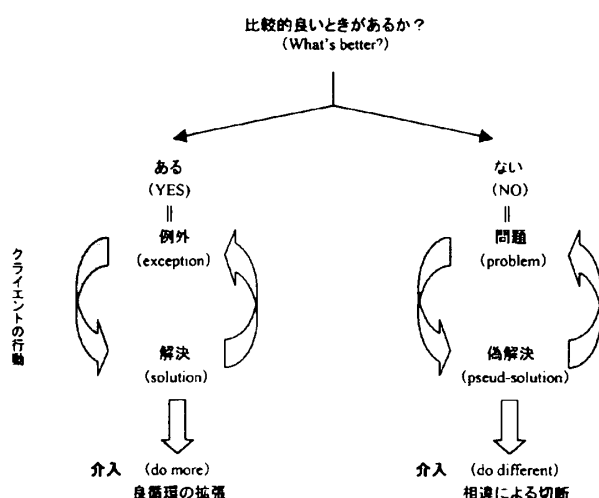 比較的良いときがあるか？
(What's better?)
ある
(YES)
例外
(exception)
解決
(solution)
介入 (do more)
良循環の拡張
ない
(NO)
問題
(problem)
偽解決
(pseud-solution)
介入 (do different)
相違による切断
クライエントの行動